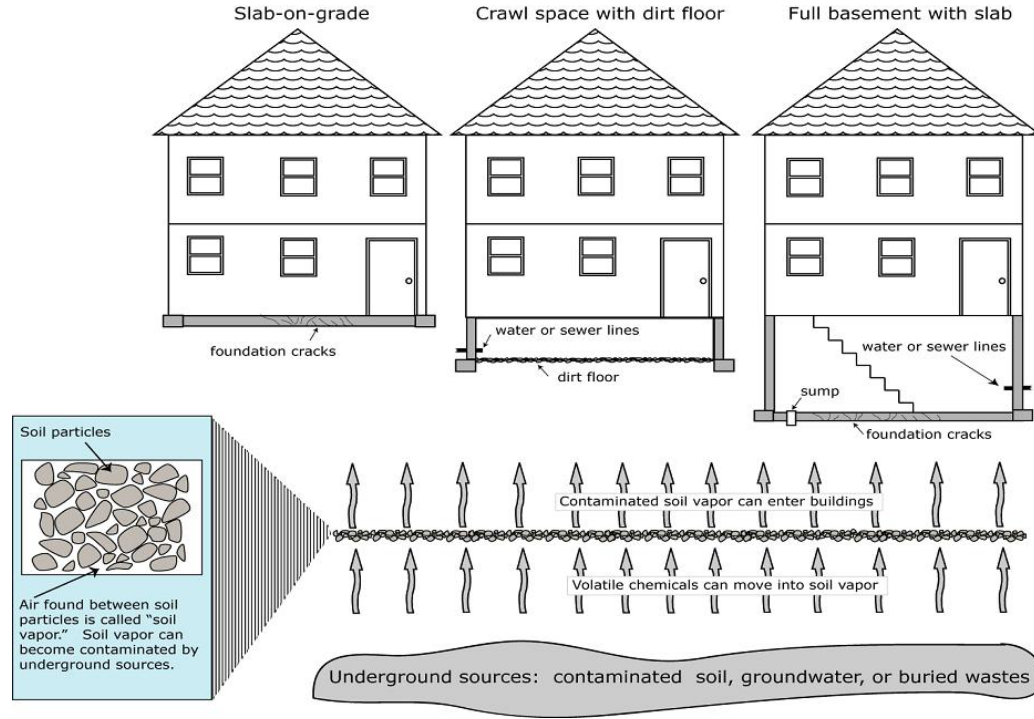 Slab-on-grade
Crawl space with dirt floor
Full basement with slab
foundation cracks
water or sewer lines
dirt floor
water or sewer lines
sump
foundation cracks
Soil particles
Air found between soil
particles is called “soil
vapor.” Soil vapor can
become contaminated by
underground sources.
Contaminated soil vapor can enter buildings
Volatile chemicals can move into soil vapor
Underground sources: contaminated soil, groundwater, or buried wastes